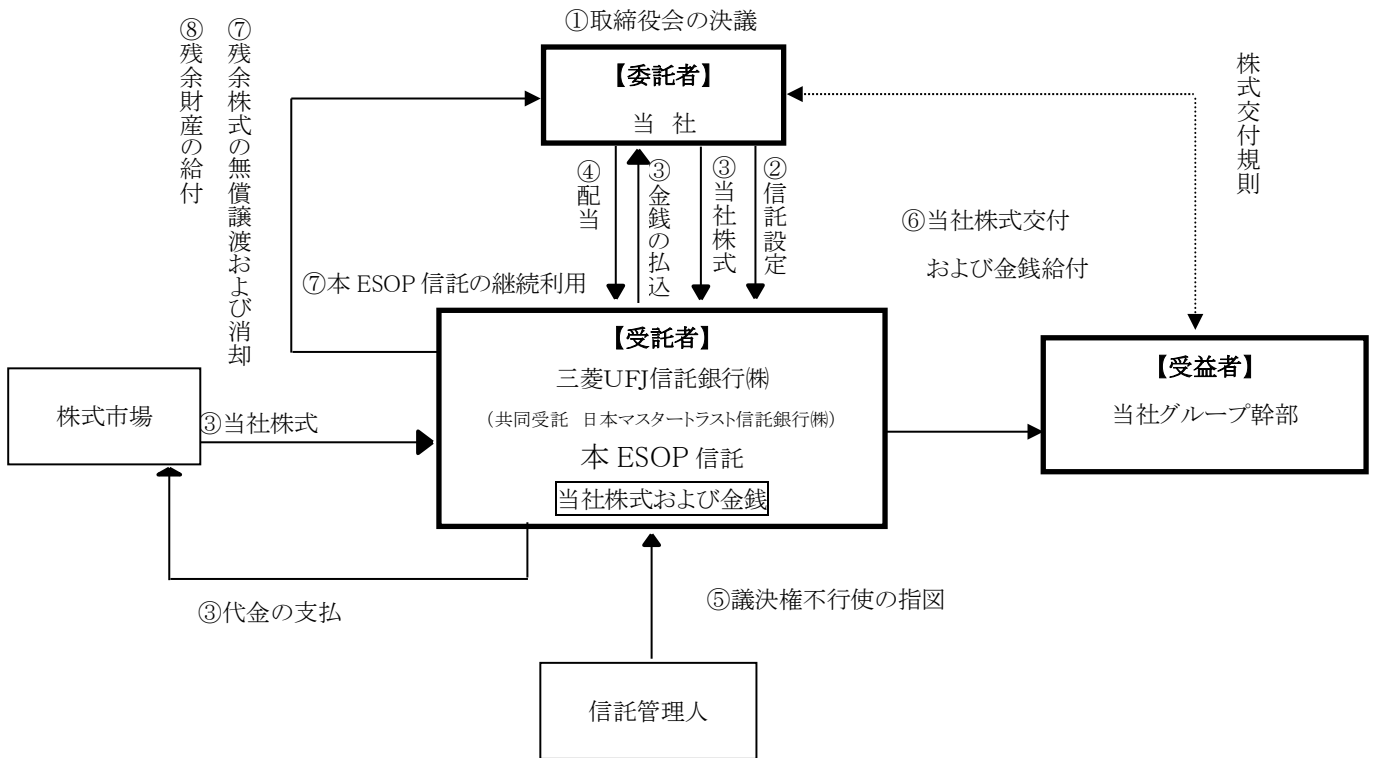 ①取締役会の決議
⑧残余財産の給付
⑦残余株式の無償譲渡および消却
【委託者】
当 社
株式交付規則
④配当
③金銭の払込
③当社株式
②信託設定
⑥当社株式交付
および金銭給付
⑦本 ESOP 信託の継続利用
【受託者】
三菱UFJ信託銀行㈱
(共同受託 日本マスタートラスト信託銀行㈱)
本 ESOP 信託
当社株式および金銭
【受益者】
当社グループ幹部
株式市場
③当社株式
③代金の支払
⑤議決権不行使の指図
信託管理人